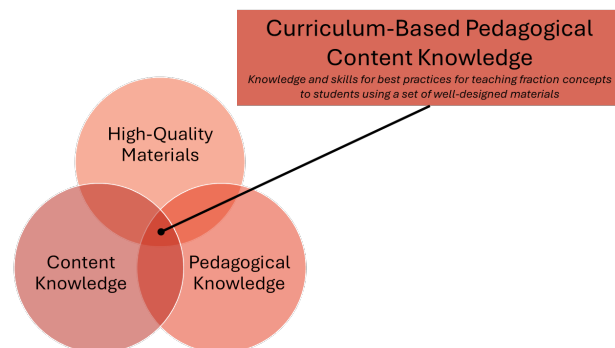 Curriculum-Based Pedagogical
Content Knowledge
Knowledge and skills for best practices for teaching fraction concepts
to students using a set of well-designed materials
High-Quality
Materials
Content
Knowledge
Pedagogical
Knowledge